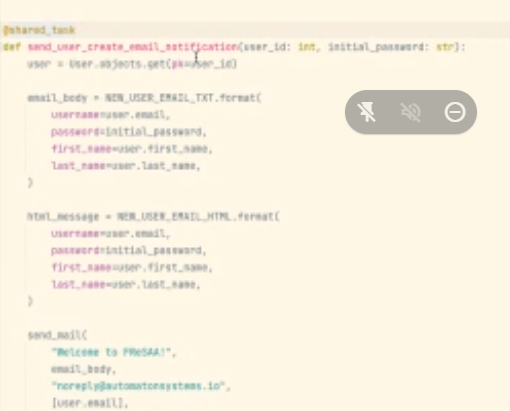 @shared_task
def send_user_create_email_notification(user_id: int, initial_password: str):
user = User.objects.get(pk=user_id)
email_body = NEW_USER_EMAIL_TXT.format(
username=user.email,
password=initial_password,
first_name=user.first_name,
last_name=user.last_name,
)
html_message = NEW_USER_EMAIL_HTML.format(
username=user.email,
password=initial_password,
first_name=user.first_name,
last_name=user.last_name,
)
send_mail(
"Welcome to FReSAA!",
email_body,
"noreply@automatonsystems.io",
[user.email],